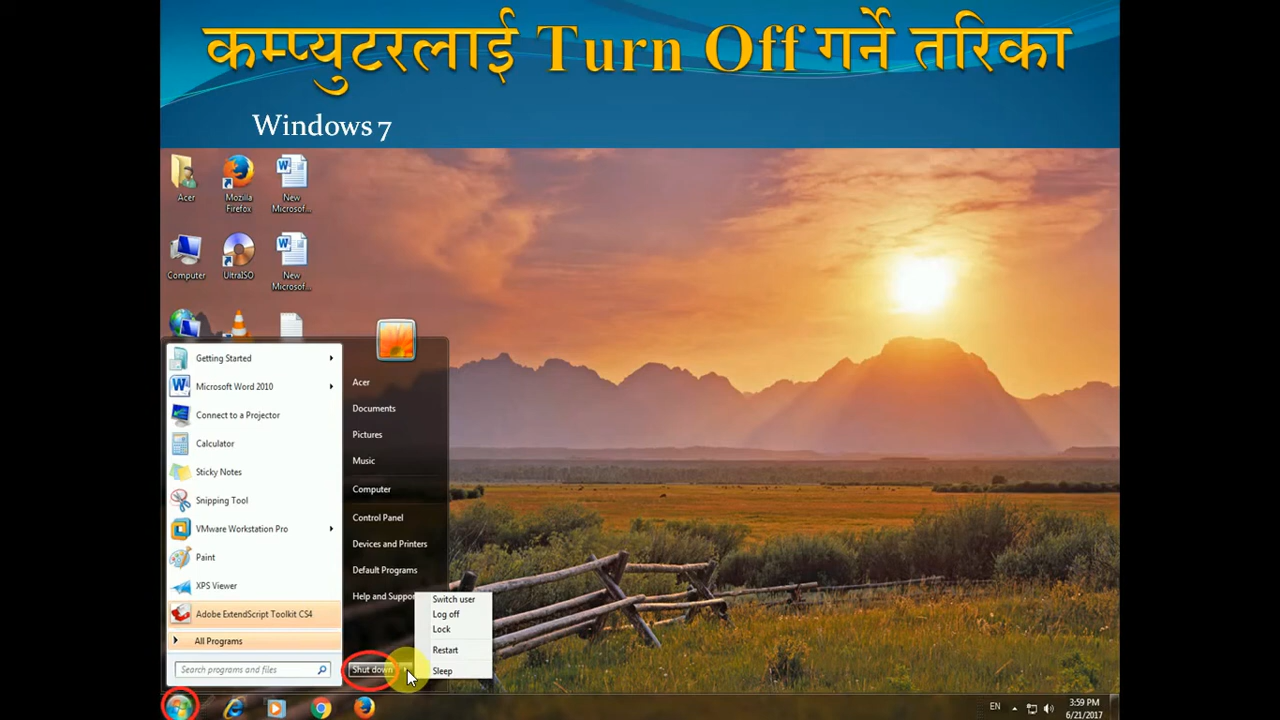 कम्प्युटरलाई Turn Off गर्ने तरिका
Windows 7
Acer
Mozilla
Firefox
New
Microsof...
Computer
UltraISO
New
Microsof...
Getting Started
Microsoft Word 2010
Connect to a Projector
Calculator
Sticky Notes
Snipping Tool
VMware Workstation Pro
Paint
XPS Viewer
Adobe ExtendScript Toolkit CS4
All Programs
Search programs and files
Acer
Documents
Pictures
Music
Computer
Control Panel
Devices and Printers
Default Programs
Help and Suppor
Shut down
Switch user
Log off
Lock
Restart
Sleep
EN
3:59 PM
6/21/2017